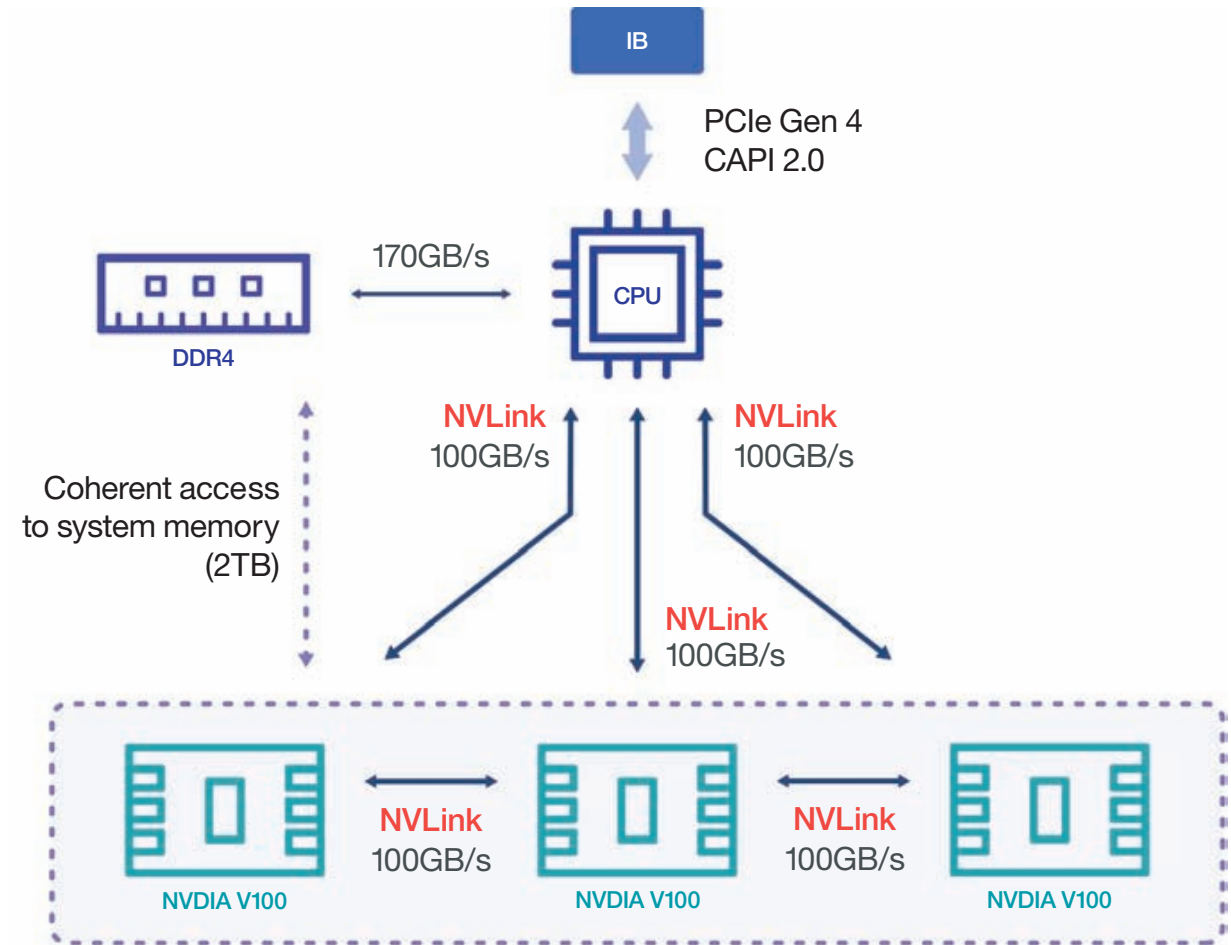 IB
PCIe Gen 4
CAPI 2.0
170GB/s
CPU
DDR4
NVLink
100GB/s
NVLink
100GB/s
Coherent access
to system memory
(2TB)
NVLink
100GB/s
NVLink
100GB/s
NVLink
100GB/s
NVDIA V100
NVDIA V100
NVDIA V100